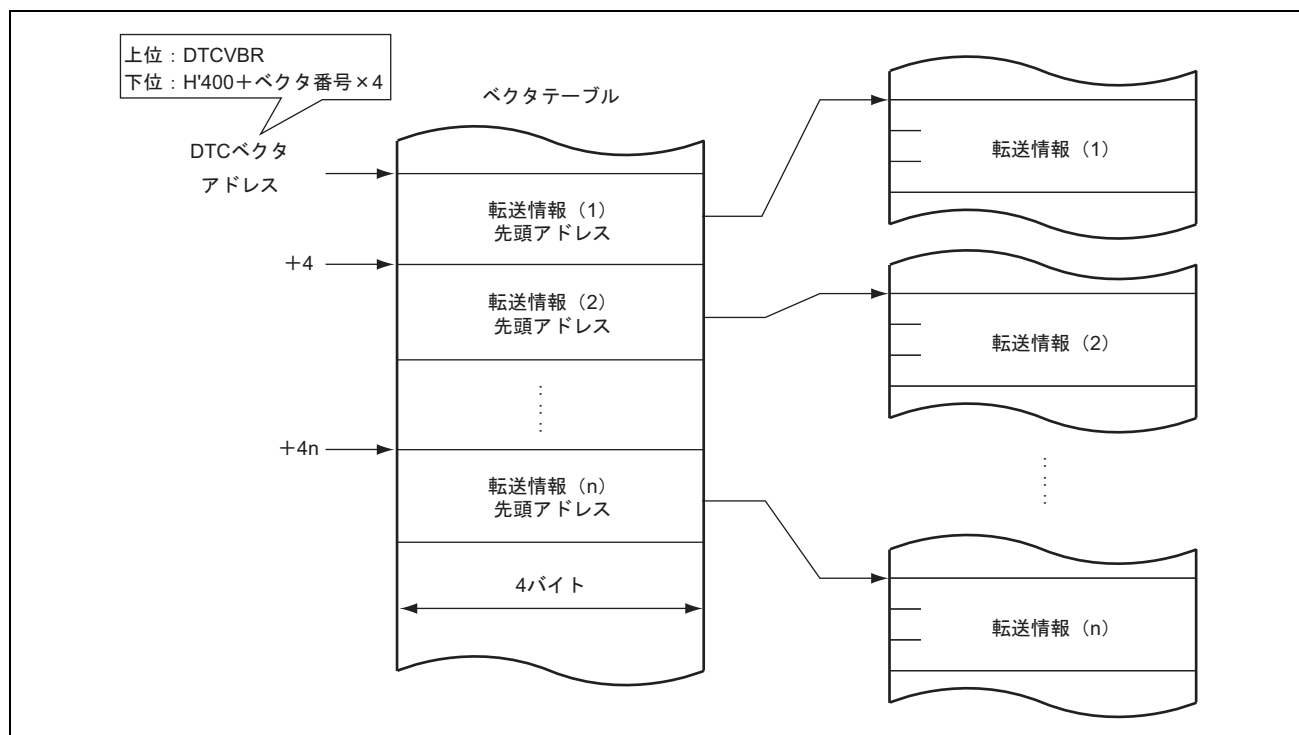 上位：DTCVBR
下位：H'400＋ベクタ番号×4
DTCベクタ
アドレス
＋4
＋4n
ベクタテーブル
転送情報（1）
先頭アドレス
転送情報（2）
先頭アドレス
転送情報（n）
先頭アドレス
4バイト
転送情報（1）
転送情報（2）
転送情報（n）